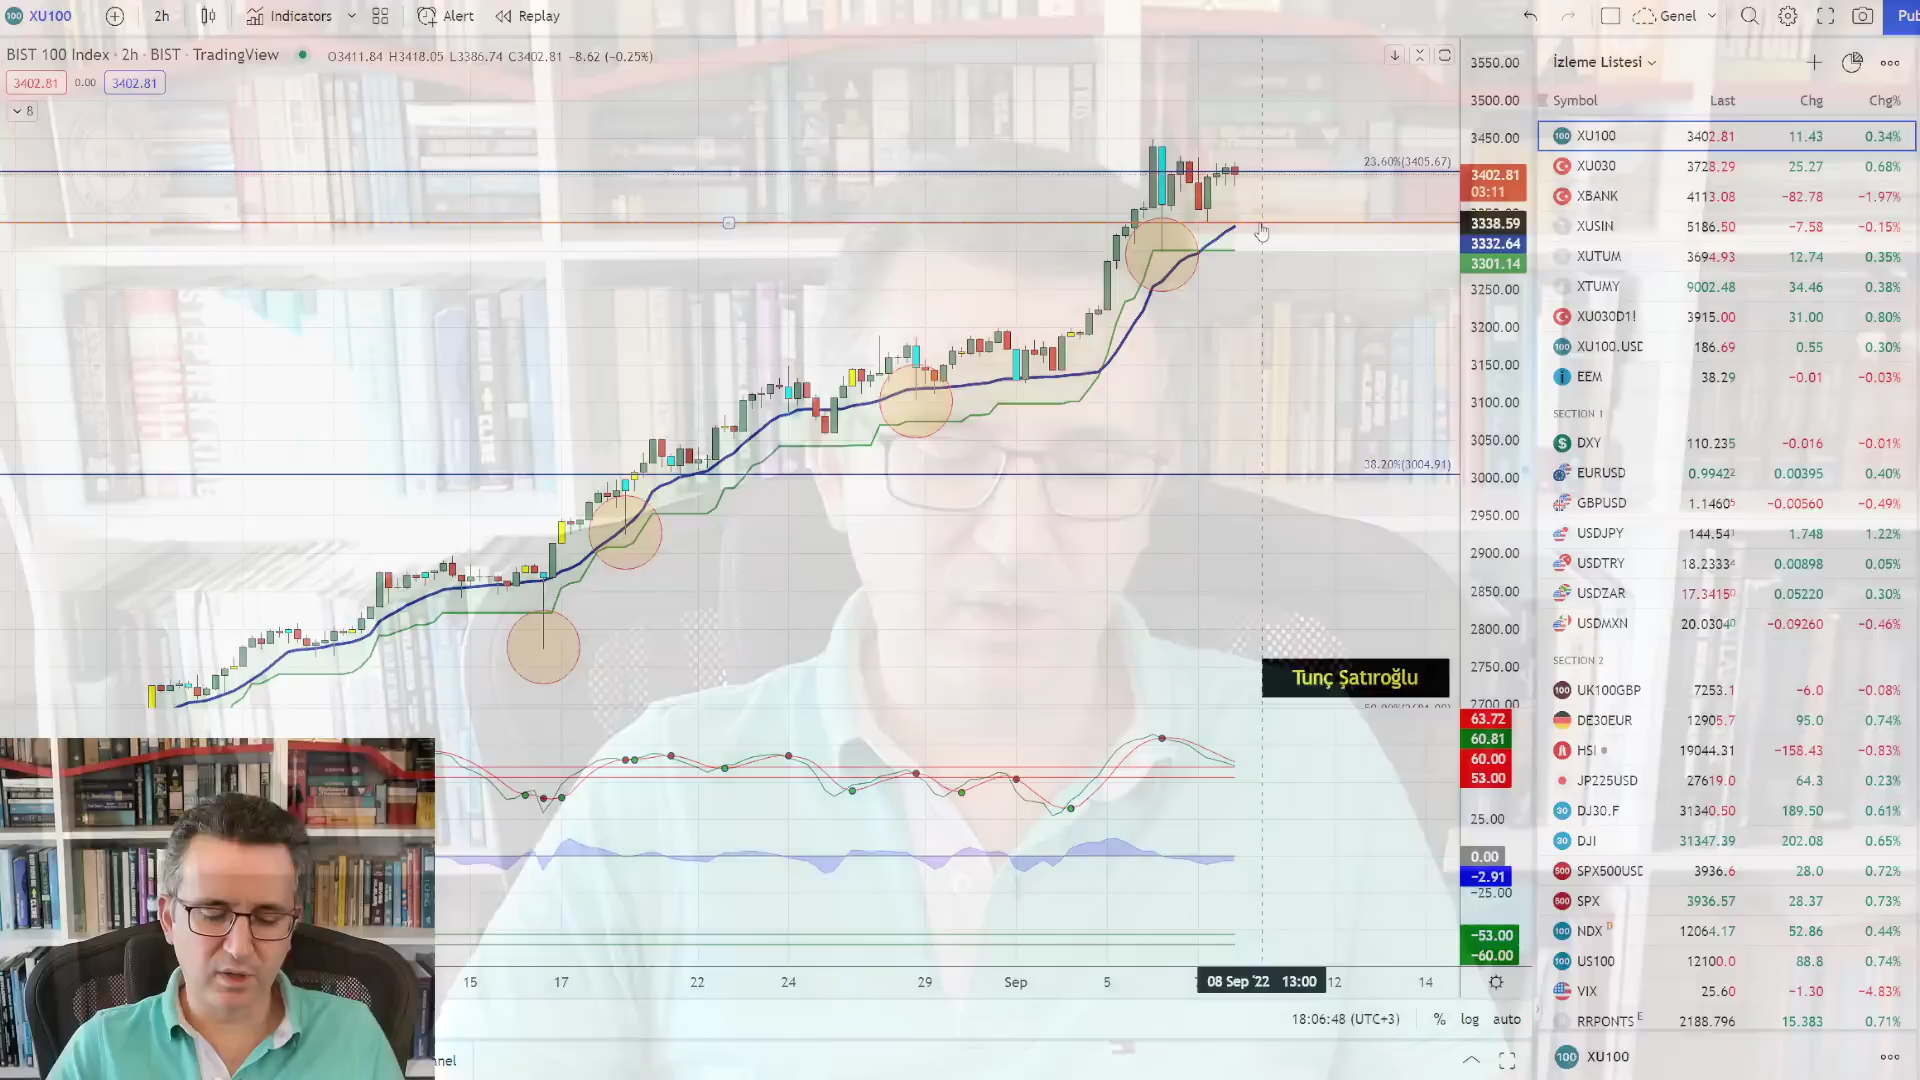 XU100
2h
Indicators
Alert
Replay
Genel
Pub
BIST 100 Index · 2h · BIST · TradingView
O3411.84 H3418.05 L3386.74 C3402.81 −8.62 (−0.25%)
3402.81 0.00 3402.81
8
23.60%(3405.67)
38.20%(3004.91)
Tunç Şatıroğlu
3550.00
3500.00
3450.00
3402.81
03:11
3338.59
3332.64
3301.14
3250.00
3200.00
3150.00
3100.00
3050.00
3000.00
2950.00
2900.00
2850.00
2800.00
2750.00
2700.00
63.72
60.81
60.00
53.00
25.00
0.00
−2.91
−25.00
−53.00
−60.00
15 17 22 24 29 Sep 5 08 Sep '22 13:00 12 14
18:06:48 (UTC+3) % log auto
nel
İzleme Listesi
Symbol Last Chg Chg%
XU100 3402.81 11.43 0.34%
XU030 3728.29 25.27 0.68%
XBANK 4113.08 −82.78 −1.97%
XUSIN 5186.50 −7.58 −0.15%
XUTUM 3694.93 12.74 0.35%
XTUMY 9002.48 34.46 0.38%
XU030D1! 3915.00 31.00 0.80%
XU100.USD 186.69 0.55 0.30%
EEM 38.29 −0.01 −0.03%
SECTION 1
DXY 110.235 −0.016 −0.01%
EURUSD 0.99422 0.00395 0.40%
GBPUSD 1.14605 −0.00560 −0.49%
USDJPY 144.541 1.748 1.22%
USDTRY 18.23334 0.00898 0.05%
USDZAR 17.34150 0.05220 0.30%
USDMXN 20.03040 −0.09260 −0.46%
SECTION 2
UK100GBP 7253.1 −6.0 −0.08%
DE30EUR 12905.7 95.0 0.74%
HSI 19044.31 −158.43 −0.83%
JP225USD 27619.0 64.3 0.23%
DJ30.F 31340.50 189.50 0.61%
DJI 31347.39 202.08 0.65%
SPX500USD 3936.6 28.0 0.72%
SPX 3936.57 28.37 0.73%
NDX D 12064.17 52.86 0.44%
US100 12100.0 88.8 0.74%
VIX 25.60 −1.30 −4.83%
RRPONTS E 2188.796 15.383 0.71%
XU100